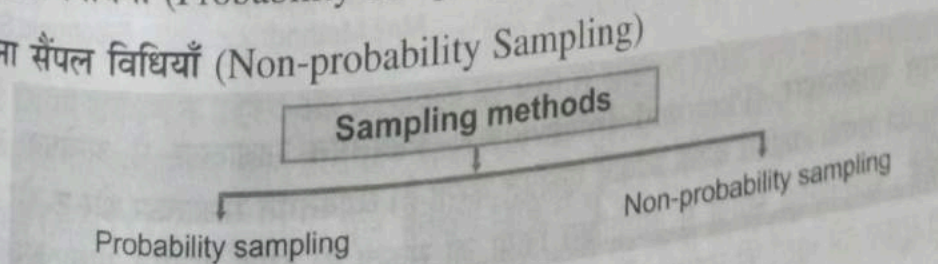 सैंपल विधियाँ (Non-probability Sampling)
Sampling methods
Non-probability sampling
Probability sampling